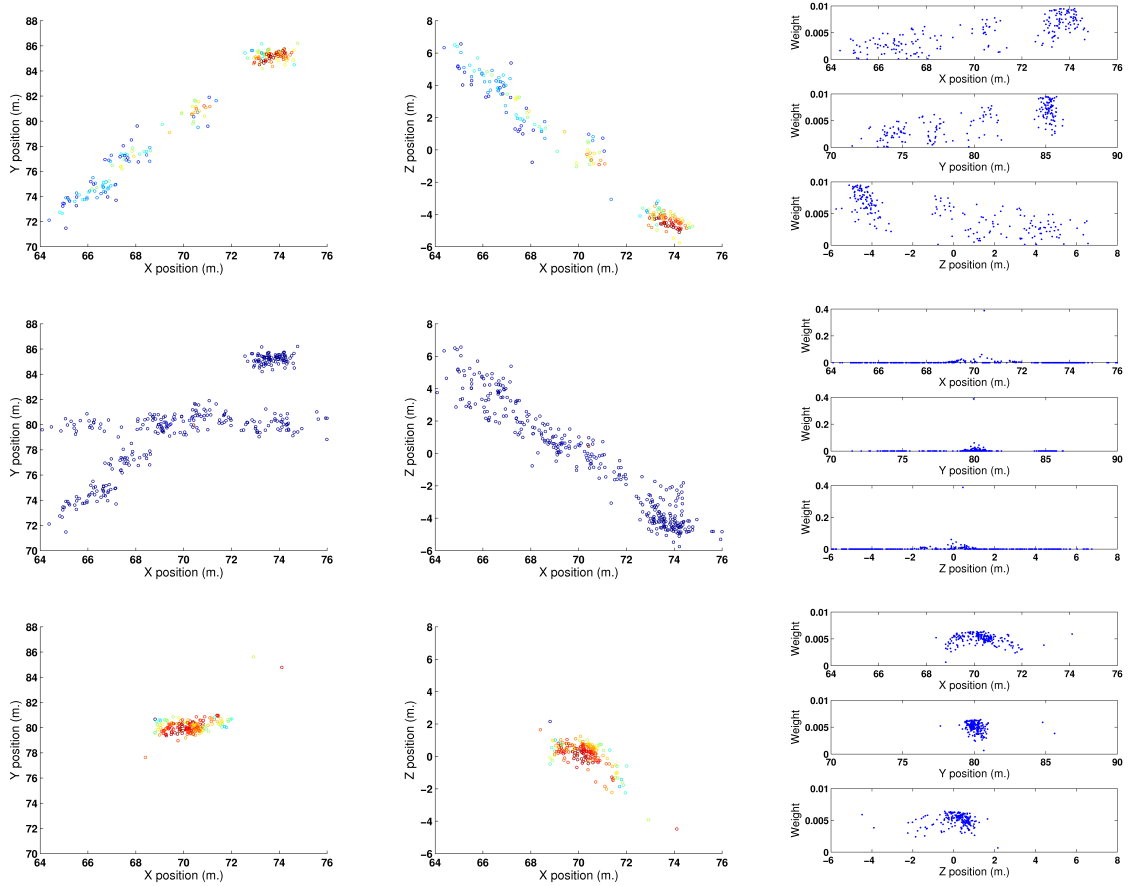 88
86
84
82
80
78
76
74
72
70
Y position (m.)
64 66 68 70 72 74 76
X position (m.)
8
6
4
2
0
−2
−4
−6
Z position (m.)
64 66 68 70 72 74 76
X position (m.)
0.01
0.005
0
Weight
64 66 68 70 72 74 76
X position (m.)
0.01
0.005
0
Weight
70 75 80 85 90
Y position (m.)
0.01
0.005
0
Weight
−6 −4 −2 0 2 4 6 8
Z position (m.)
88
86
84
82
80
78
76
74
72
70
Y position (m.)
64 66 68 70 72 74 76
X position (m.)
8
6
4
2
0
−2
−4
−6
Z position (m.)
64 66 68 70 72 74 76
X position (m.)
0.4
0.2
0
Weight
64 66 68 70 72 74 76
X position (m.)
0.4
0.2
0
Weight
70 75 80 85 90
Y position (m.)
0.4
0.2
0
Weight
−6 −4 −2 0 2 4 6 8
Z position (m.)
88
86
84
82
80
78
76
74
72
70
Y position (m.)
64 66 68 70 72 74 76
X position (m.)
8
6
4
2
0
−2
−4
−6
Z position (m.)
64 66 68 70 72 74 76
X position (m.)
0.01
0.005
0
Weight
64 66 68 70 72 74 76
X position (m.)
0.01
0.005
0
Weight
70 75 80 85 90
Y position (m.)
0.01
0.005
0
Weight
−6 −4 −2 0 2 4 6 8
Z position (m.)